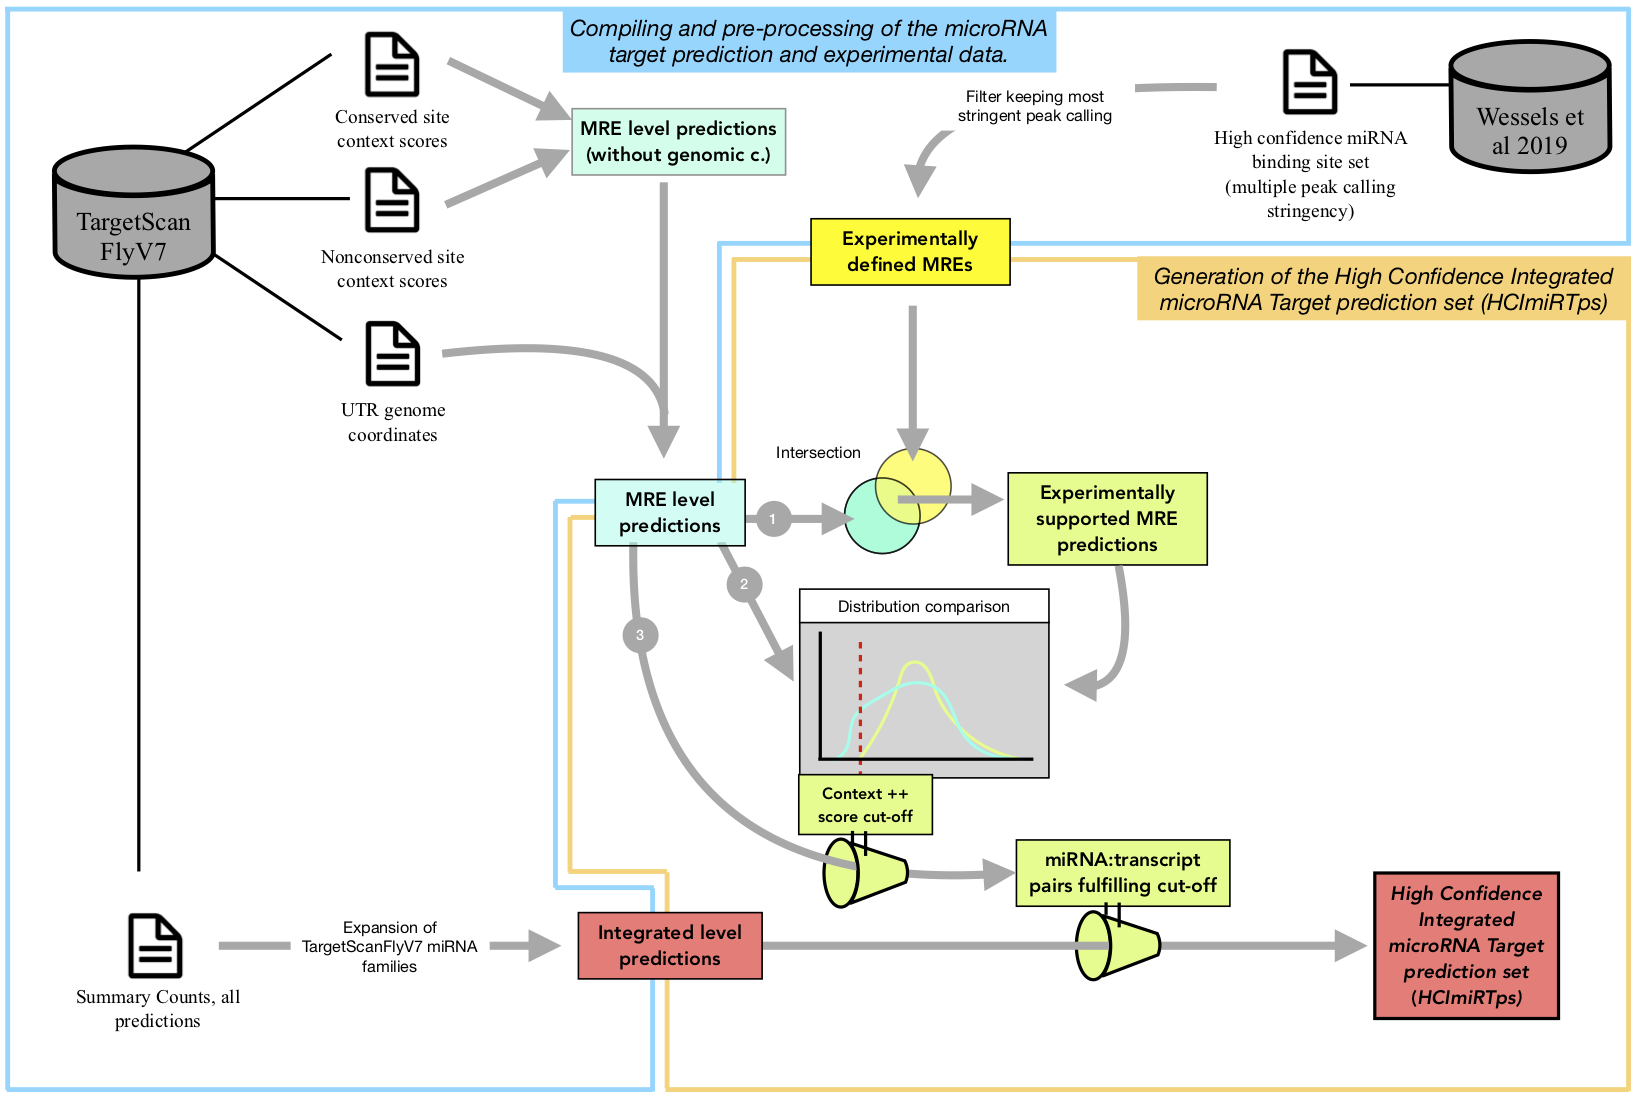 Compiling and pre-processing of the microRNA
target prediction and experimental data.
Conserved site
context scores
MRE level predictions
(without genomic c.)
Filter keeping most
stringent peak calling
High confidence miRNA
binding site set
(multiple peak calling
stringency)
Wessels et
al 2019
TargetScan
FlyV7
Nonconserved site
context scores
Experimentally
defined MREs
Generation of the High Confidence Integrated
microRNA Target prediction set (HCImiRTps)
UTR genome
coordinates
Intersection
MRE level
predictions
1
Experimentally
supported MRE
predictions
2
3
Distribution comparison
Context ++
score cut-off
miRNA:transcript
pairs fulfilling cut-off
Expansion of
TargetScanFlyV7 miRNA
families
Integrated level
predictions
High Confidence
Integrated
microRNA Target
prediction set
(HCImiRTps)
Summary Counts, all
predictions